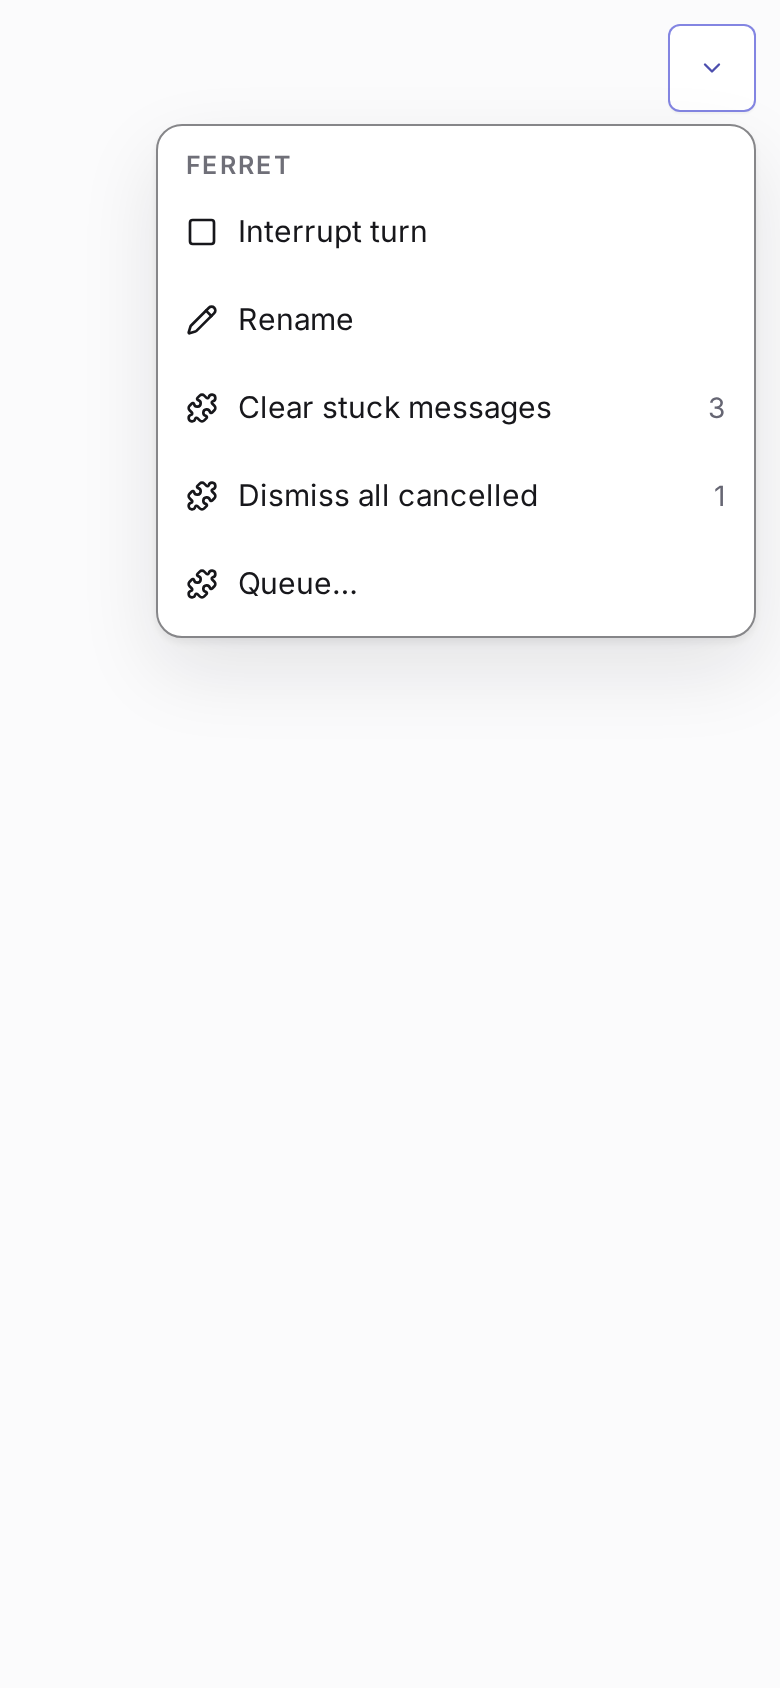 FERRET
Interrupt turn
Rename
Clear stuck messages 3
Dismiss all cancelled 1
Queue...